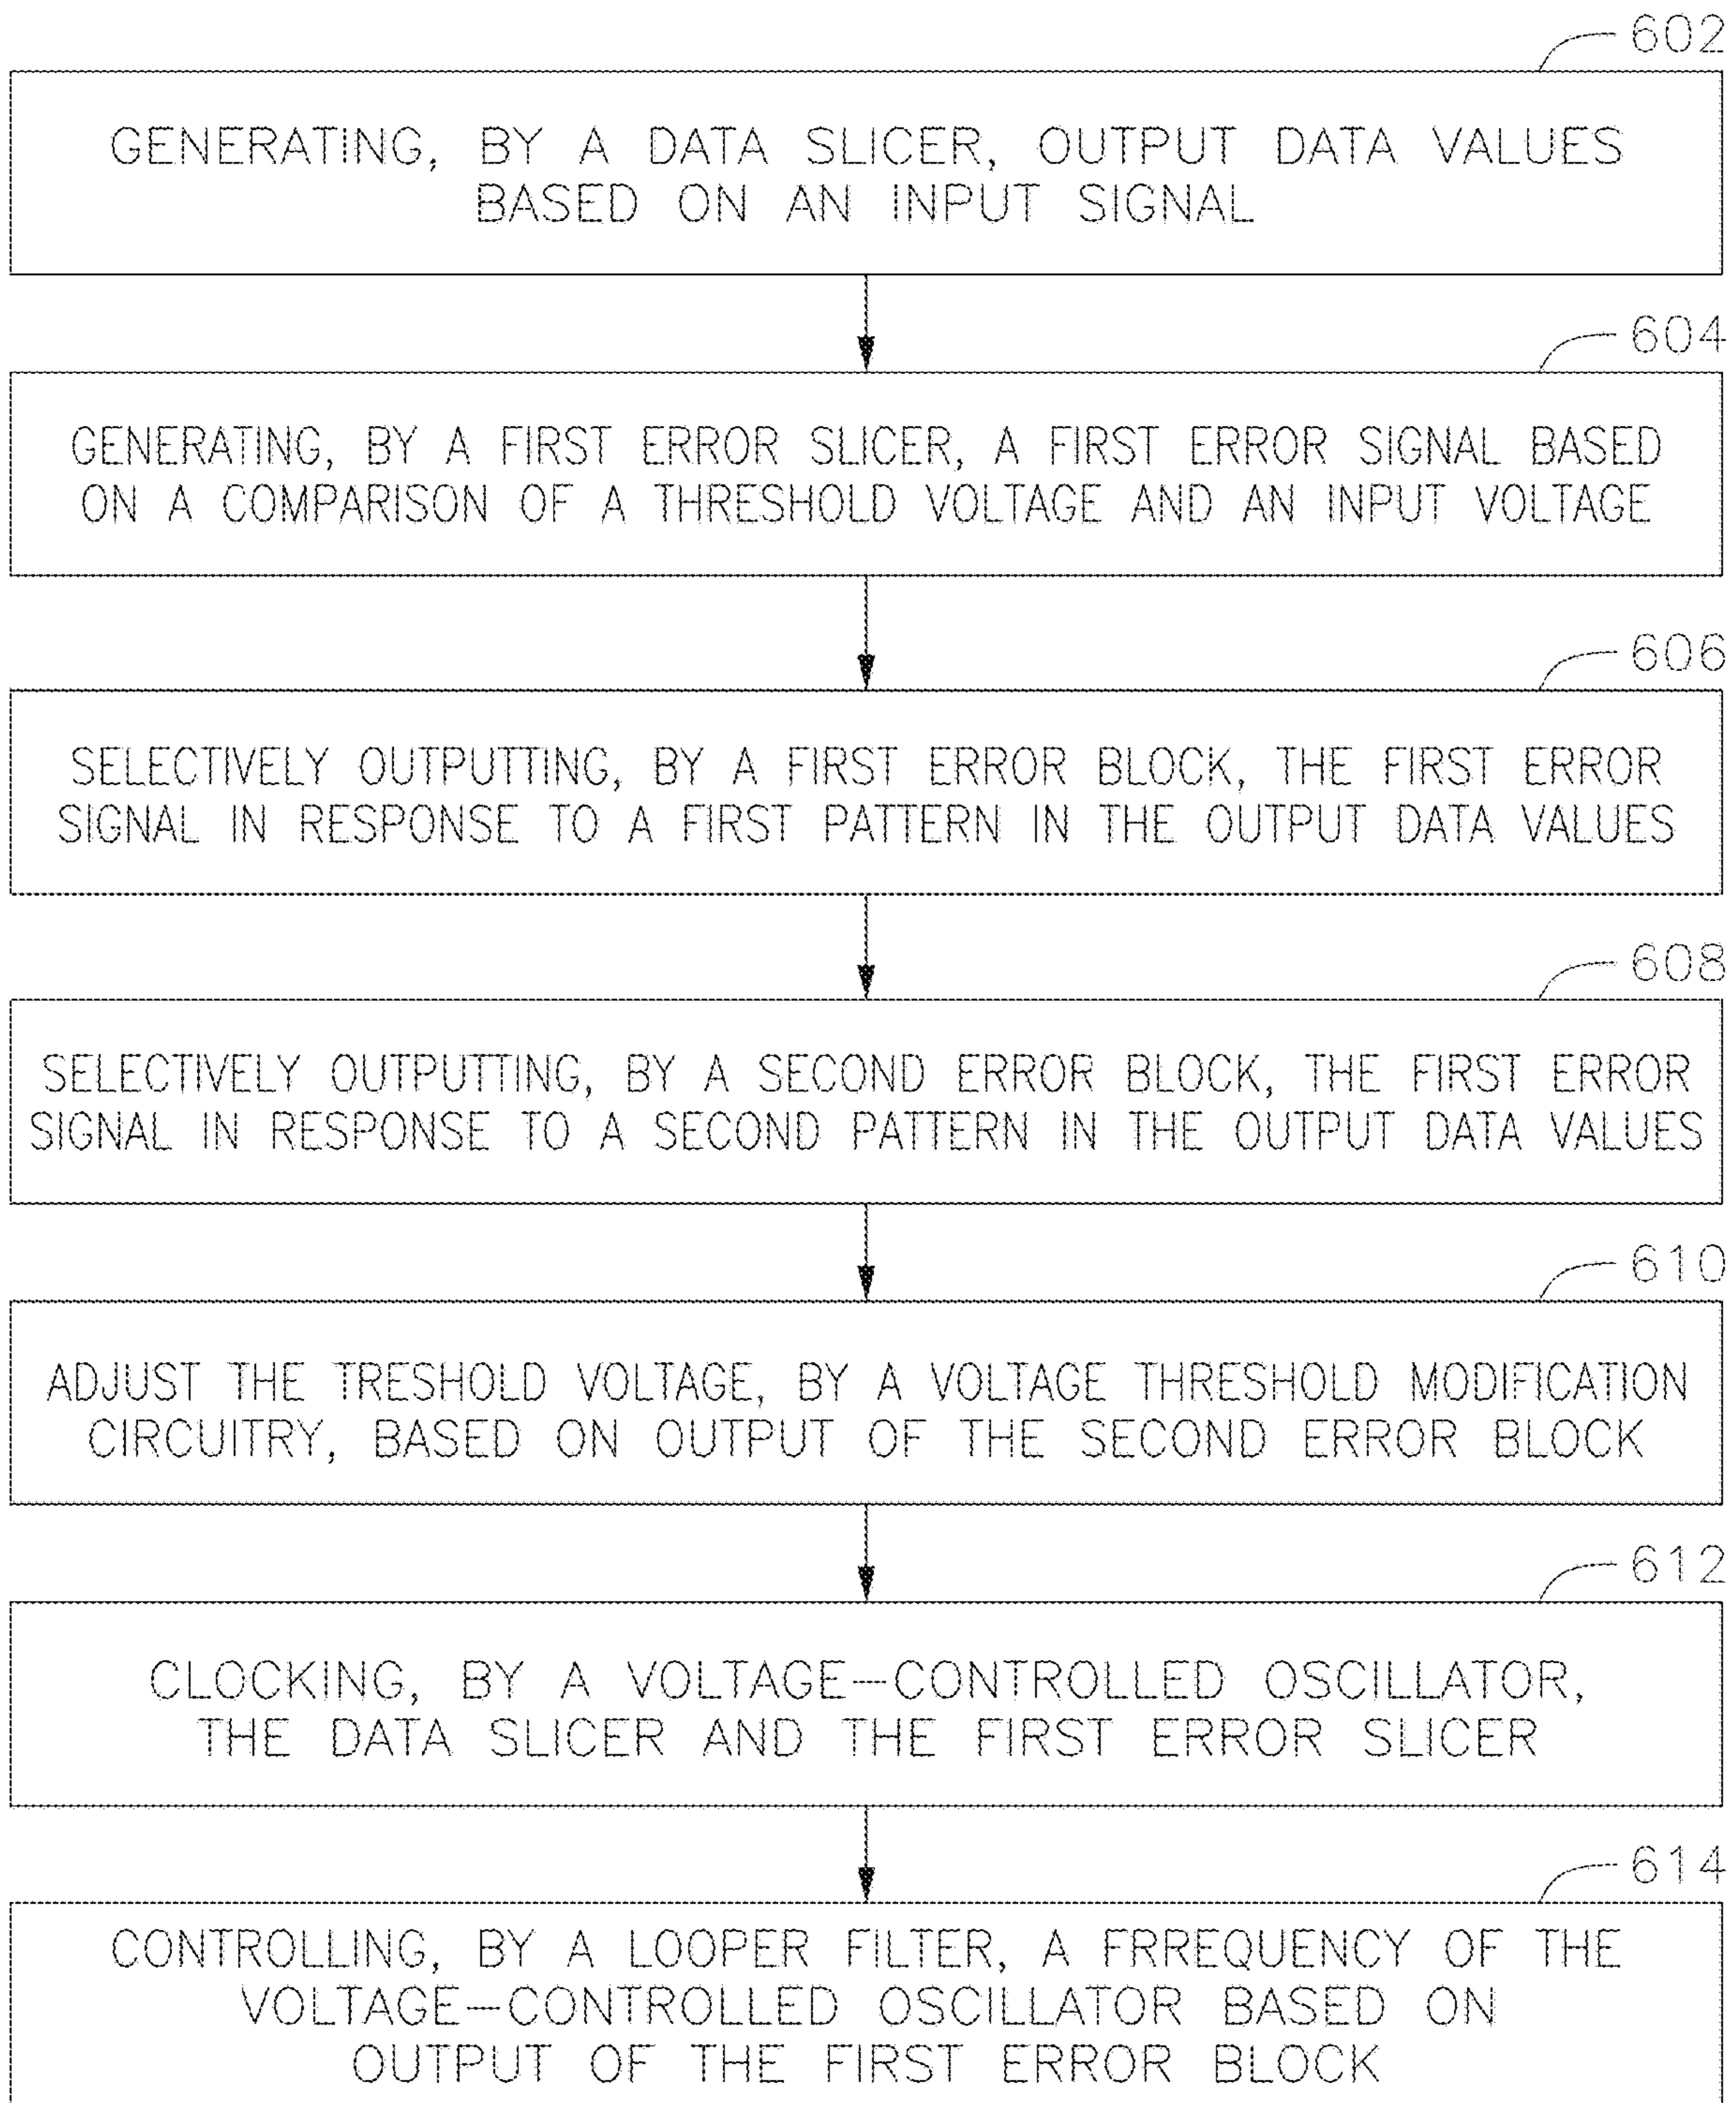 602
GENERATING, BY A DATA SLICER, OUTPUT DATA VALUES
BASED ON AN INPUT SIGNAL
604
GENERATING, BY A FIRST ERROR SLICER, A FIRST ERROR SIGNAL BASED
ON A COMPARISON OF A THRESHOLD VOLTAGE AND AN INPUT VOLTAGE
606
SELECTIVELY OUTPUTTING, BY A FIRST ERROR BLOCK, THE FIRST ERROR
SIGNAL IN RESPONSE TO A FIRST PATTERN IN THE OUTPUT DATA VALUES
608
SELECTIVELY OUTPUTTING, BY A SECOND ERROR BLOCK, THE FIRST ERROR
SIGNAL IN RESPONSE TO A SECOND PATTERN IN THE OUTPUT DATA VALUES
610
ADJUST THE TRESHOLD VOLTAGE, BY A VOLTAGE THRESHOLD MODIFICATION
CIRCUITRY, BASED ON OUTPUT OF THE SECOND ERROR BLOCK
612
CLOCKING, BY A VOLTAGE-CONTROLLED OSCILLATOR,
THE DATA SLICER AND THE FIRST ERROR SLICER
614
CONTROLLING, BY A LOOPER FILTER, A FRREQUENCY OF THE
VOLTAGE-CONTROLLED OSCILLATOR BASED ON
OUTPUT OF THE FIRST ERROR BLOCK